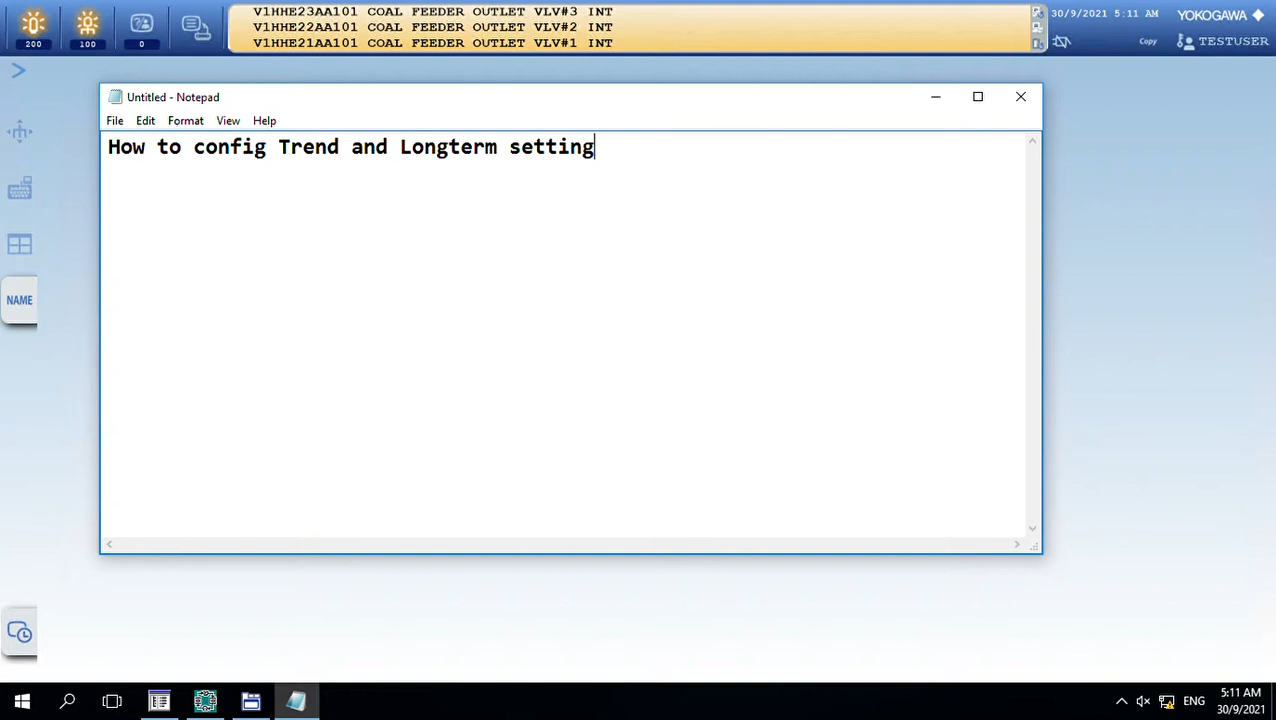 V1HHE23AA101 COAL FEEDER OUTLET VLV#3 INT
V1HHE22AA101 COAL FEEDER OUTLET VLV#2 INT
V1HHE21AA101 COAL FEEDER OUTLET VLV#1 INT
200
100
0
30/9/2021 5:11 AM
YOKOGAWA
Copy
TESTUSER
Untitled - Notepad
File Edit Format View Help
How to config Trend and Longterm setting
NAME
ENG
5:11 AM
30/9/2021